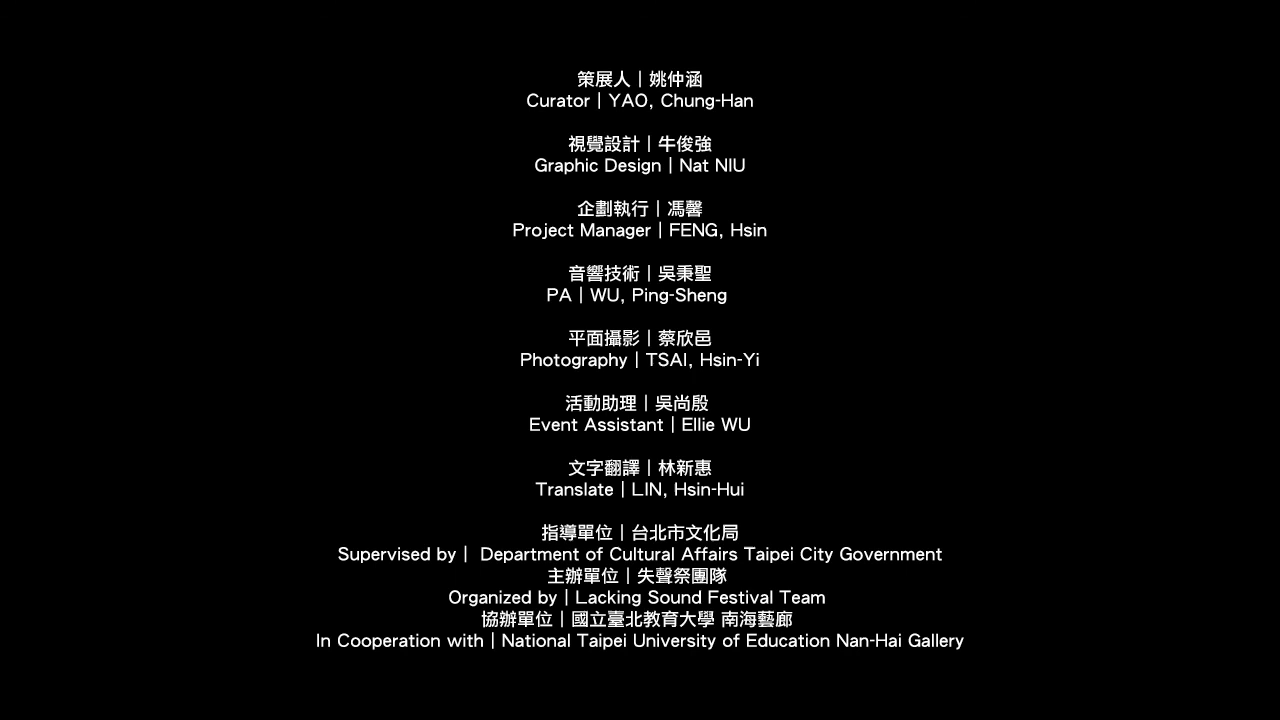 策展人｜姚仲涵
Curator｜YAO, Chung-Han
視覺設計｜牛俊強
Graphic Design｜Nat NIU
企劃執行｜馮馨
Project Manager｜FENG, Hsin
音響技術｜吳秉聖
PA｜WU, Ping-Sheng
平面攝影｜蔡欣邑
Photography｜TSAI, Hsin-Yi
活動助理｜吳尚殷
Event Assistant｜Ellie WU
文字翻譯｜林新惠
Translate｜LIN, Hsin-Hui
指導單位｜台北市文化局
Supervised by｜ Department of Cultural Affairs Taipei City Government
主辦單位｜失聲祭團隊
Organized by｜Lacking Sound Festival Team
協辦單位｜國立臺北教育大學 南海藝廊
In Cooperation with｜National Taipei University of Education Nan-Hai Gallery